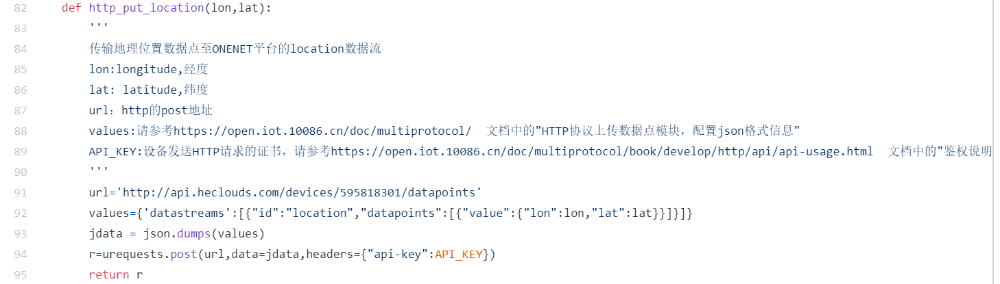 82 def http_put_location(lon,lat):
83 '''
84 传输地理位置数据点至ONENET平台的location数据流
85 lon:longitude,经度
86 lat: latitude,纬度
87 url：http的post地址
88 values:请参考https://open.iot.10086.cn/doc/multiprotocol/ 文档中的"HTTP协议上传数据点模块，配置json格式信息"
89 API_KEY:设备发送HTTP请求的证书，请参考https://open.iot.10086.cn/doc/multiprotocol/book/develop/http/api/api-usage.html 文档中的"鉴权说明
90 '''
91 url='http://api.heclouds.com/devices/595818301/datapoints'
92 values={'datastreams':[{"id":"location","datapoints":[{"value":{"lon":lon,"lat":lat}}]}]}
93 jdata = json.dumps(values)
94 r=urequests.post(url,data=jdata,headers={"api-key":API_KEY})
95 return r